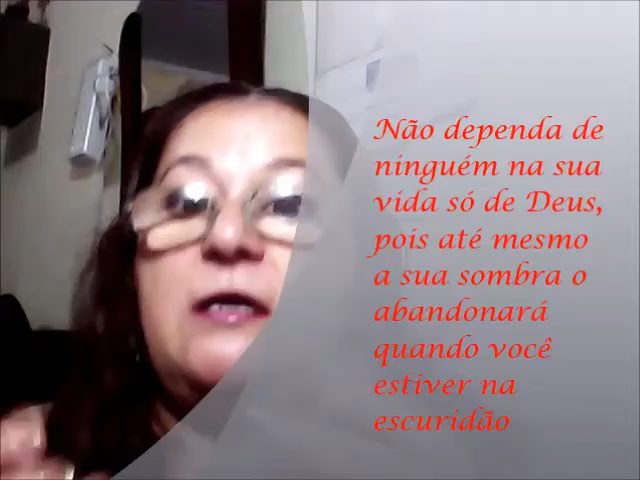 Não dependa de
ninguém na sua
vida só de Deus,
pois até mesmo
a sua sombra o
abandonará
quando você
estiver na
escuridão